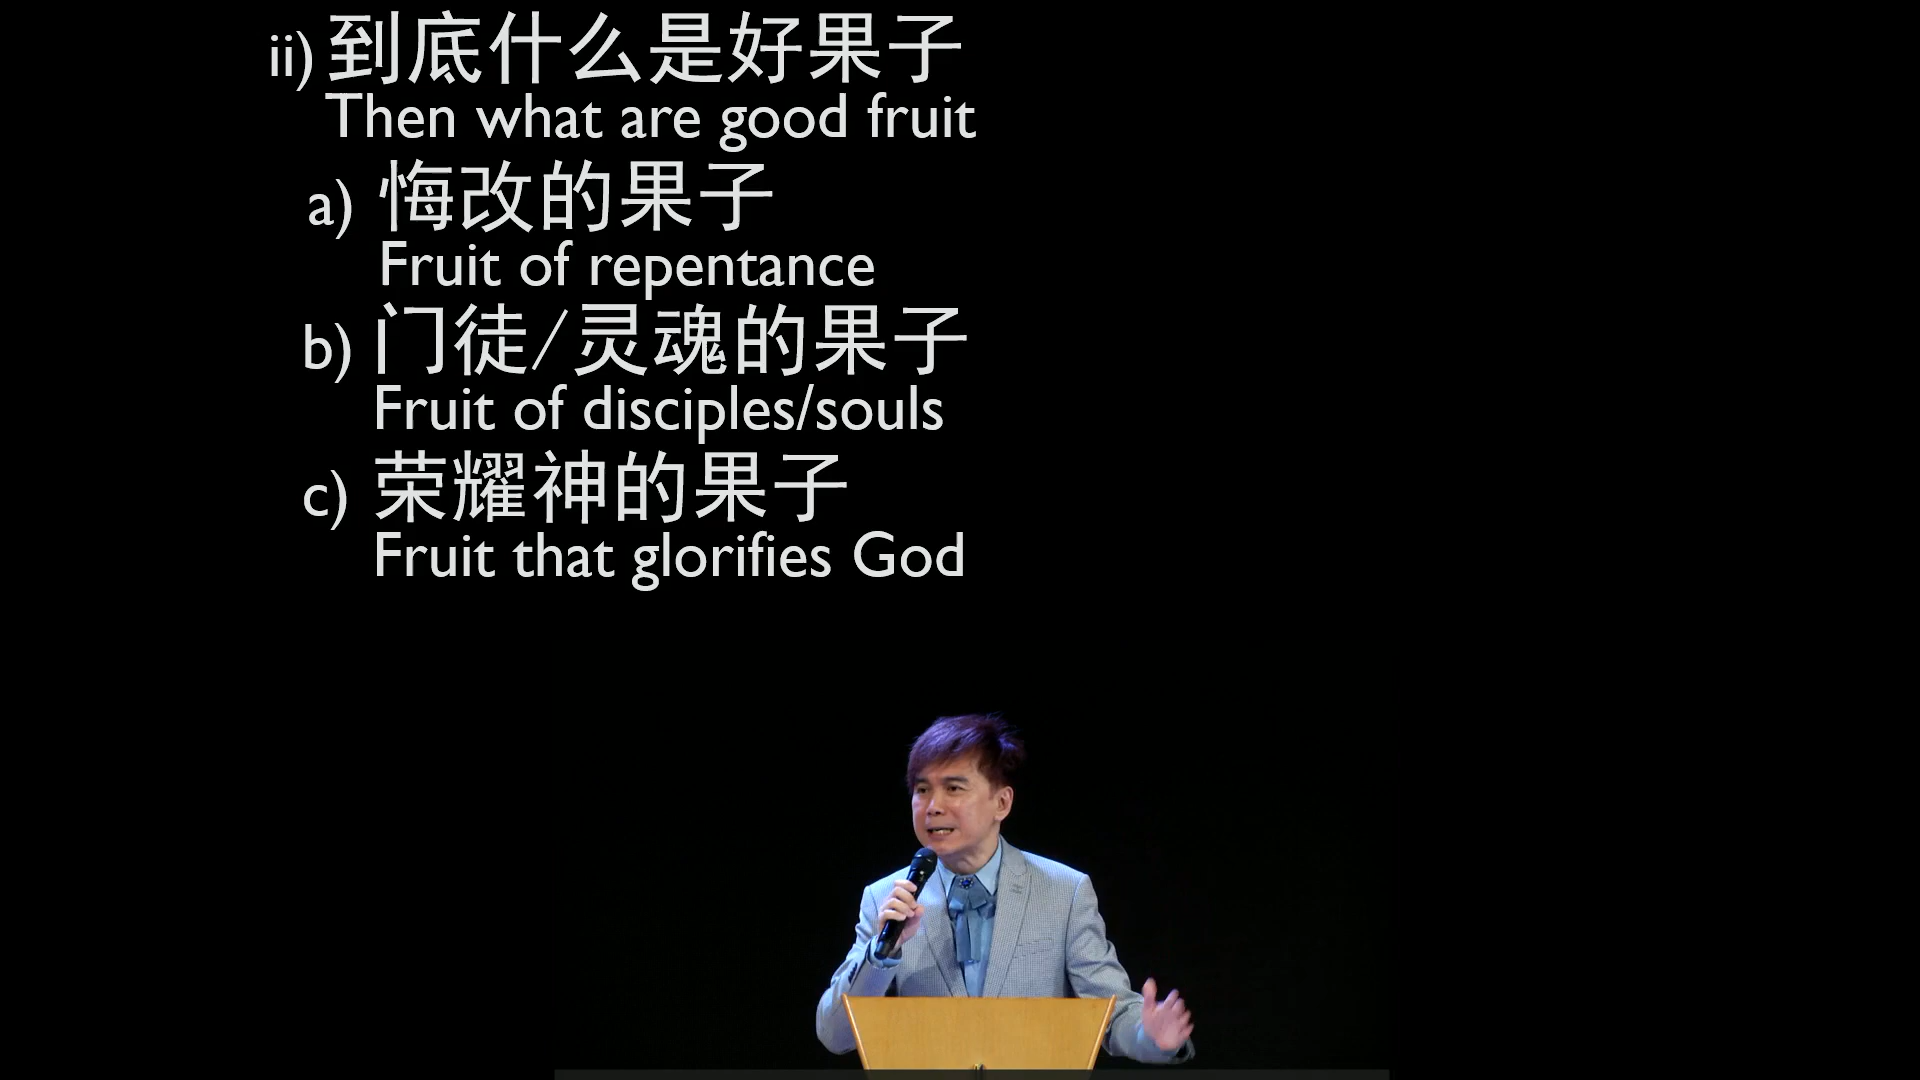 ii) 到底什么是好果子
Then what are good fruit
a) 悔改的果子
Fruit of repentance
b) 门徒/灵魂的果子
Fruit of disciples/souls
c) 荣耀神的果子
Fruit that glorifies God